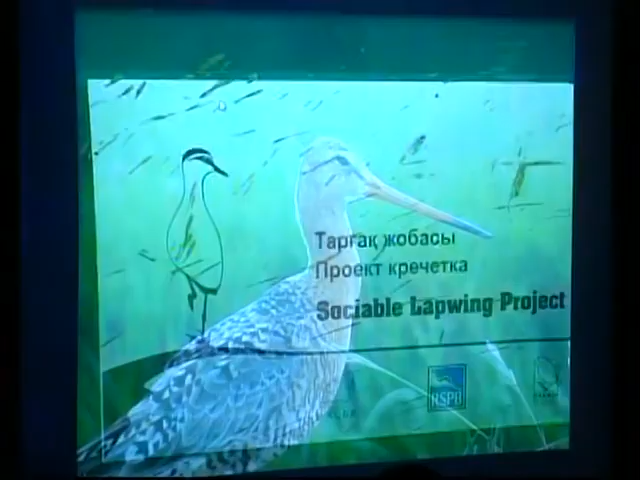 Тарғақ жобасы
Проект кречетка
Sociable Lapwing Project
RSPB